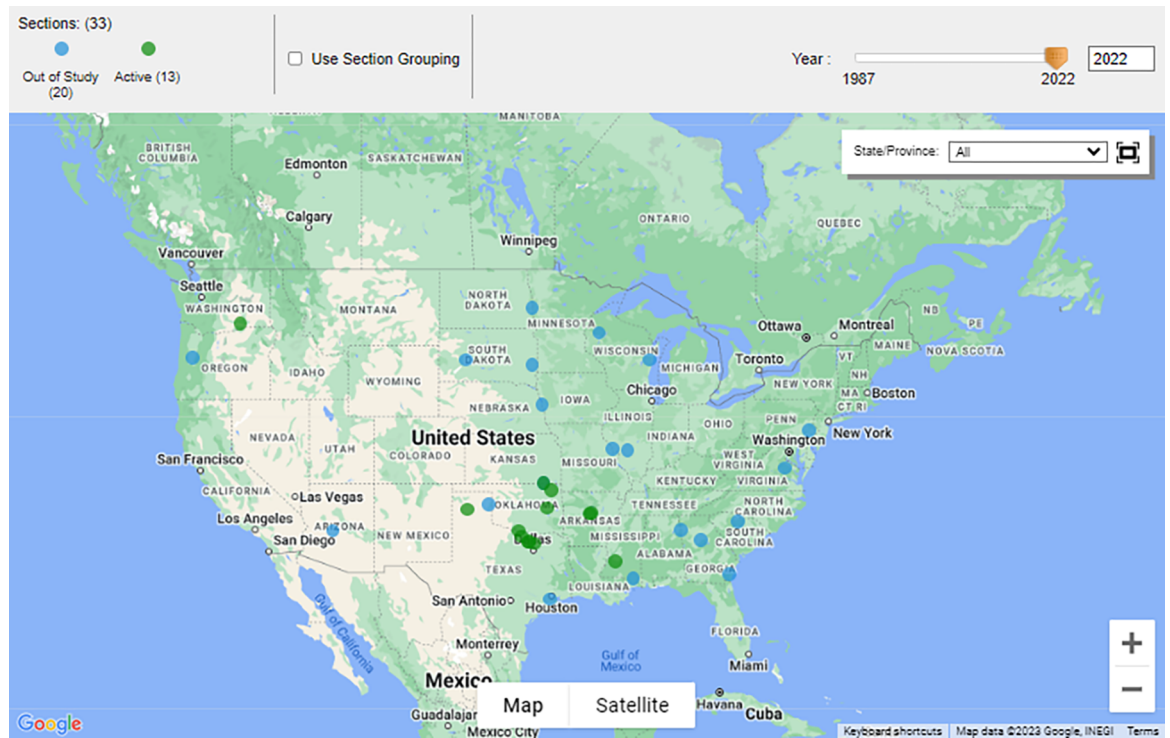 Sections: (33)
Out of Study
(20)
Active (13)
Use Section Grouping
Year :
1987
2022
2022
MANITOBA
BRITISH
COLUMBIA
Edmonton
SASKATCHEWAN
State/Province:
All
Calgary
ONTARIO
QUEBEC
Winnipeg
Vancouver
Seattle
WASHINGTON
NORTH
DAKOTA
MONTANA
MINNESOTA
NB
PE
Ottawa
Montreal
MAINE
NOVA SCOTIA
SOUTH
DAKOTA
WISCONSIN
MICHIGAN
Toronto
VT
NH
OREGON
IDAHO
WYOMING
NEW YORK
MA
Boston
CT RI
Chicago
NEBRASKA
IOWA
ILLINOIS
INDIANA
OHIO
PENN
New York
NEVADA
UTAH
United States
COLORADO
KANSAS
MISSOURI
Washington
WEST
VIRGINIA
VIRGINIA
San Francisco
CALIFORNIA
Las Vegas
KENTUCKY
OKLAHOMA
TENNESSEE
NORTH
CAROLINA
Los Angeles
ARIZONA
NEW MEXICO
ARKANSAS
MISSISSIPPI
SOUTH
CAROLINA
San Diego
Dallas
ALABAMA
TEXAS
GEORGIA
LOUISIANA
San Antonio
Houston
Gulf of
California
FLORIDA
Monterrey
Gulf of
Mexico
Miami
Mexico
Map
Satellite
Havana
Cuba
Guadalajar
Mexico City
Google
Keyboard shortcuts
Map data ©2023 Google, INEGI
Terms